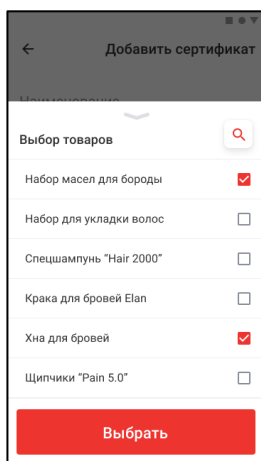 Добавить сертификат
Наименование
Выбор товаров
Набор масел для бороды
Набор для укладки волос
Спецшампунь “Hair 2000”
Крака для бровей Elan
Хна для бровей
Щипчики “Pain 5.0”
Выбрать